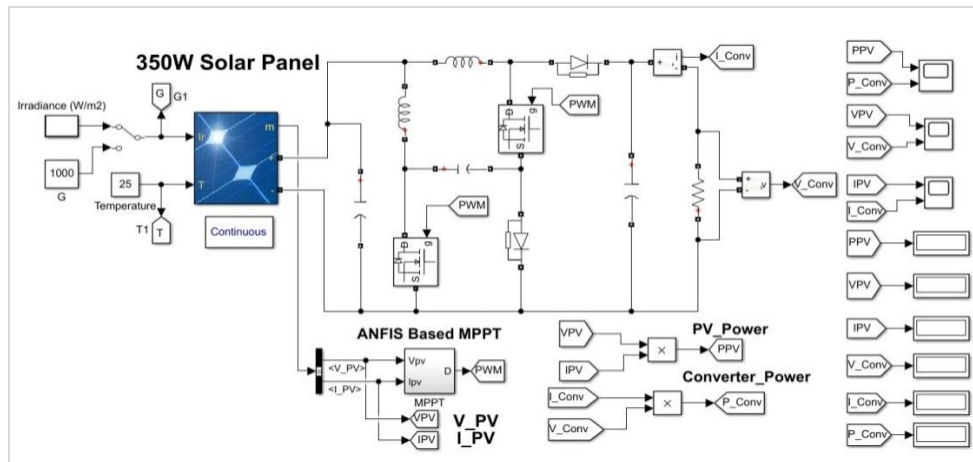 350W Solar Panel
Irradiance (W/m2)
G
G1
1000
G
25
Temperature
T1
T
Ir
T
m
+
-
Continuous
D
g
S
PWM
D
g
S
PWM
+
-
i
I_Conv
+
-
v
V_Conv
ANFIS Based MPPT
<V_PV>
<I_PV>
Vpv
Ipv
D
MPPT
PWM
VPV
IPV
V_PV
I_PV
VPV
IPV
×
PV_Power
PPV
Converter_Power
I_Conv
V_Conv
×
P_Conv
PPV
P_Conv
VPV
V_Conv
IPV
I_Conv
PPV
VPV
IPV
V_Conv
I_Conv
P_Conv